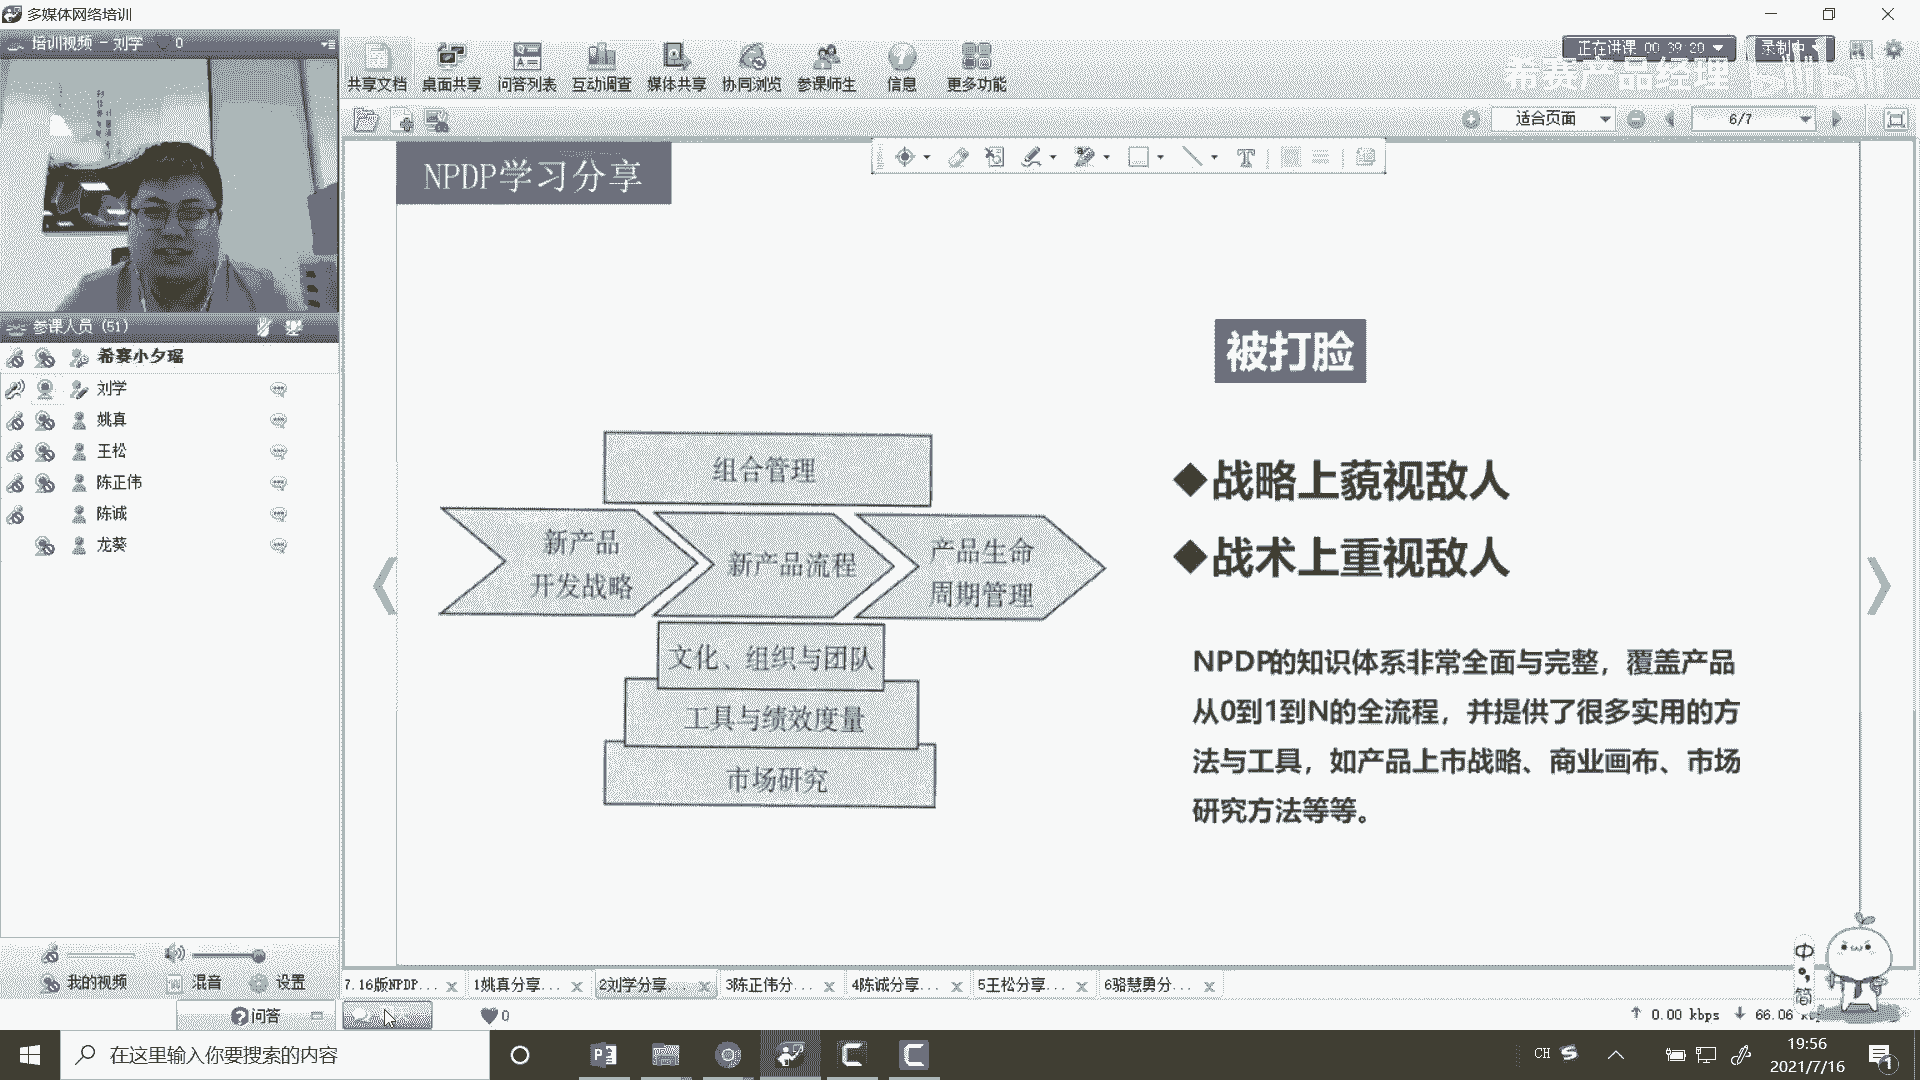 多媒体网络培训
培训视频 - 刘学 0
共享文档 桌面共享 问答列表 互动调查 媒体共享 协同浏览 参课师生 信息 更多功能
正在讲课 00:39:20
录制中
希赛产品经理 bilibili
适合页面
6/7
NPDP学习分享
参课人员 (51)
希赛小夕瑶
刘学
姚真
王松
陈正伟
陈诚
龙葵
组合管理
新产品
开发战略
新产品流程
产品生命
周期管理
文化、组织与团队
工具与绩效度量
市场研究
被打脸
◆战略上藐视敌人
◆战术上重视敌人
NPDP的知识体系非常全面与完整，覆盖产品
从0到1到N的全流程，并提供了很多实用的方
法与工具，如产品上市战略、商业画布、市场
研究方法等等。
我的视频 混音 设置
7.16版NPDP... 1姚真分享... 2刘学分享... 3陈正伟分... 4陈诚分享... 5王松分享... 6骆慧勇分...
问答
0
中
简
0.00 kbps 66.06
在这里输入你要搜索的内容
CH
19:56
2021/7/16
1